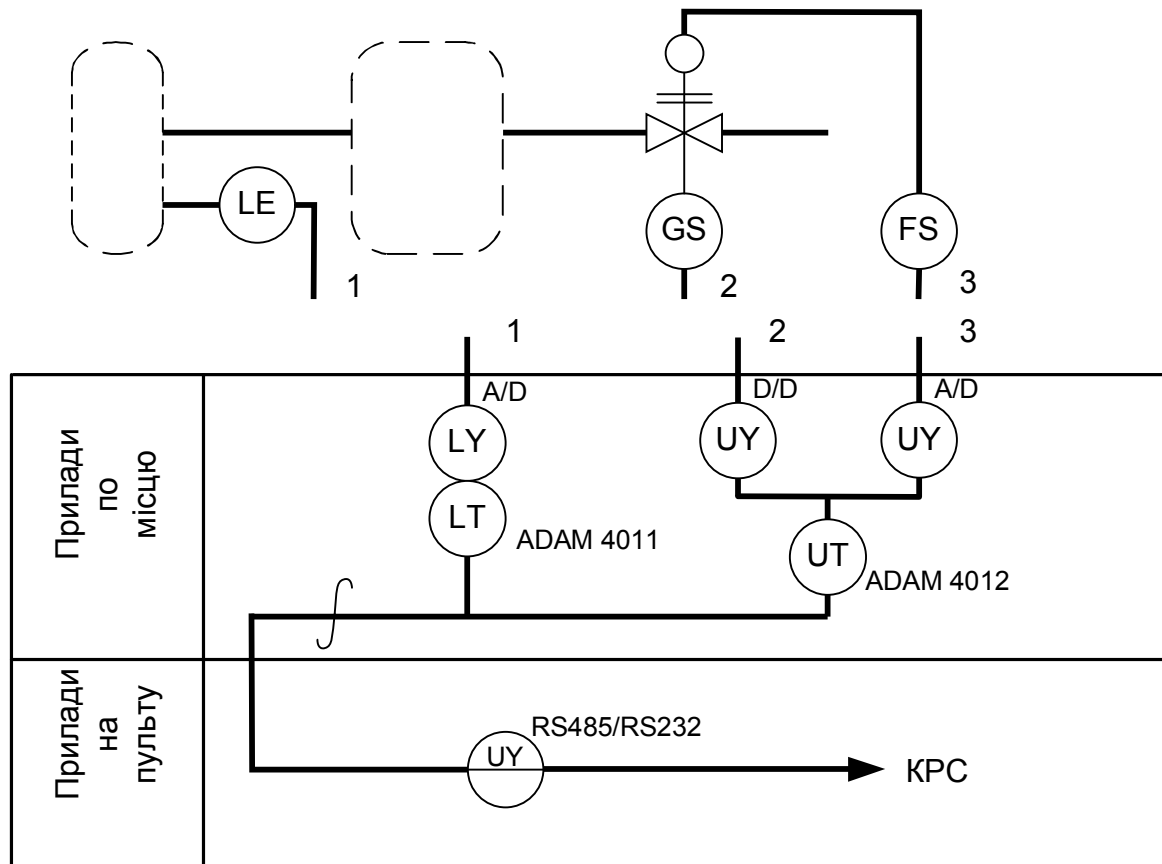 LE
GS
FS
1
2
3
1
2
3
A/D
D/D
A/D
LY
UY
UY
LT
ADAM 4011
UT
ADAM 4012
Прилади
по
місцю
RS485/RS232
UY
КРС
Прилади
на
пульту